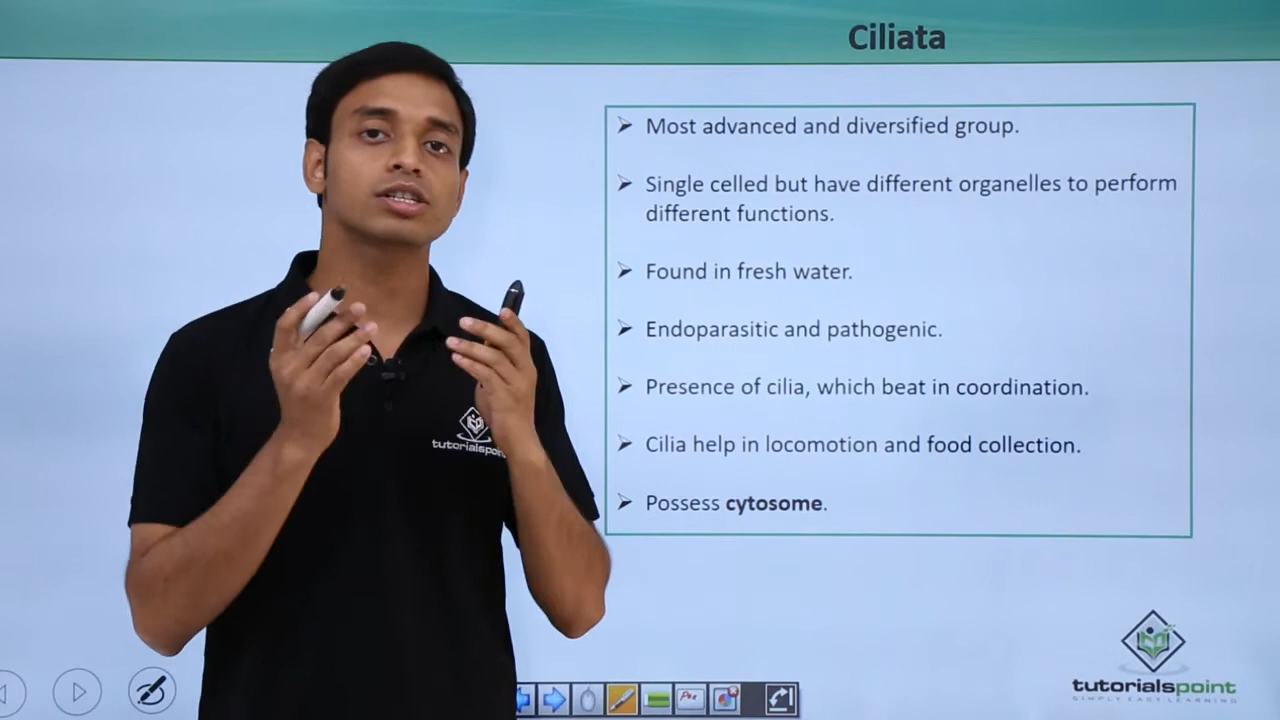 Ciliata
Most advanced and diversified group.
Single celled but have different organelles to perform
different functions.
Found in fresh water.
Endoparasitic and pathogenic.
Presence of cilia, which beat in coordination.
Cilia help in locomotion and food collection.
Possess cytosome.
tutorialspoint
tutorialspoint
SIMPLY EASY LEARNING